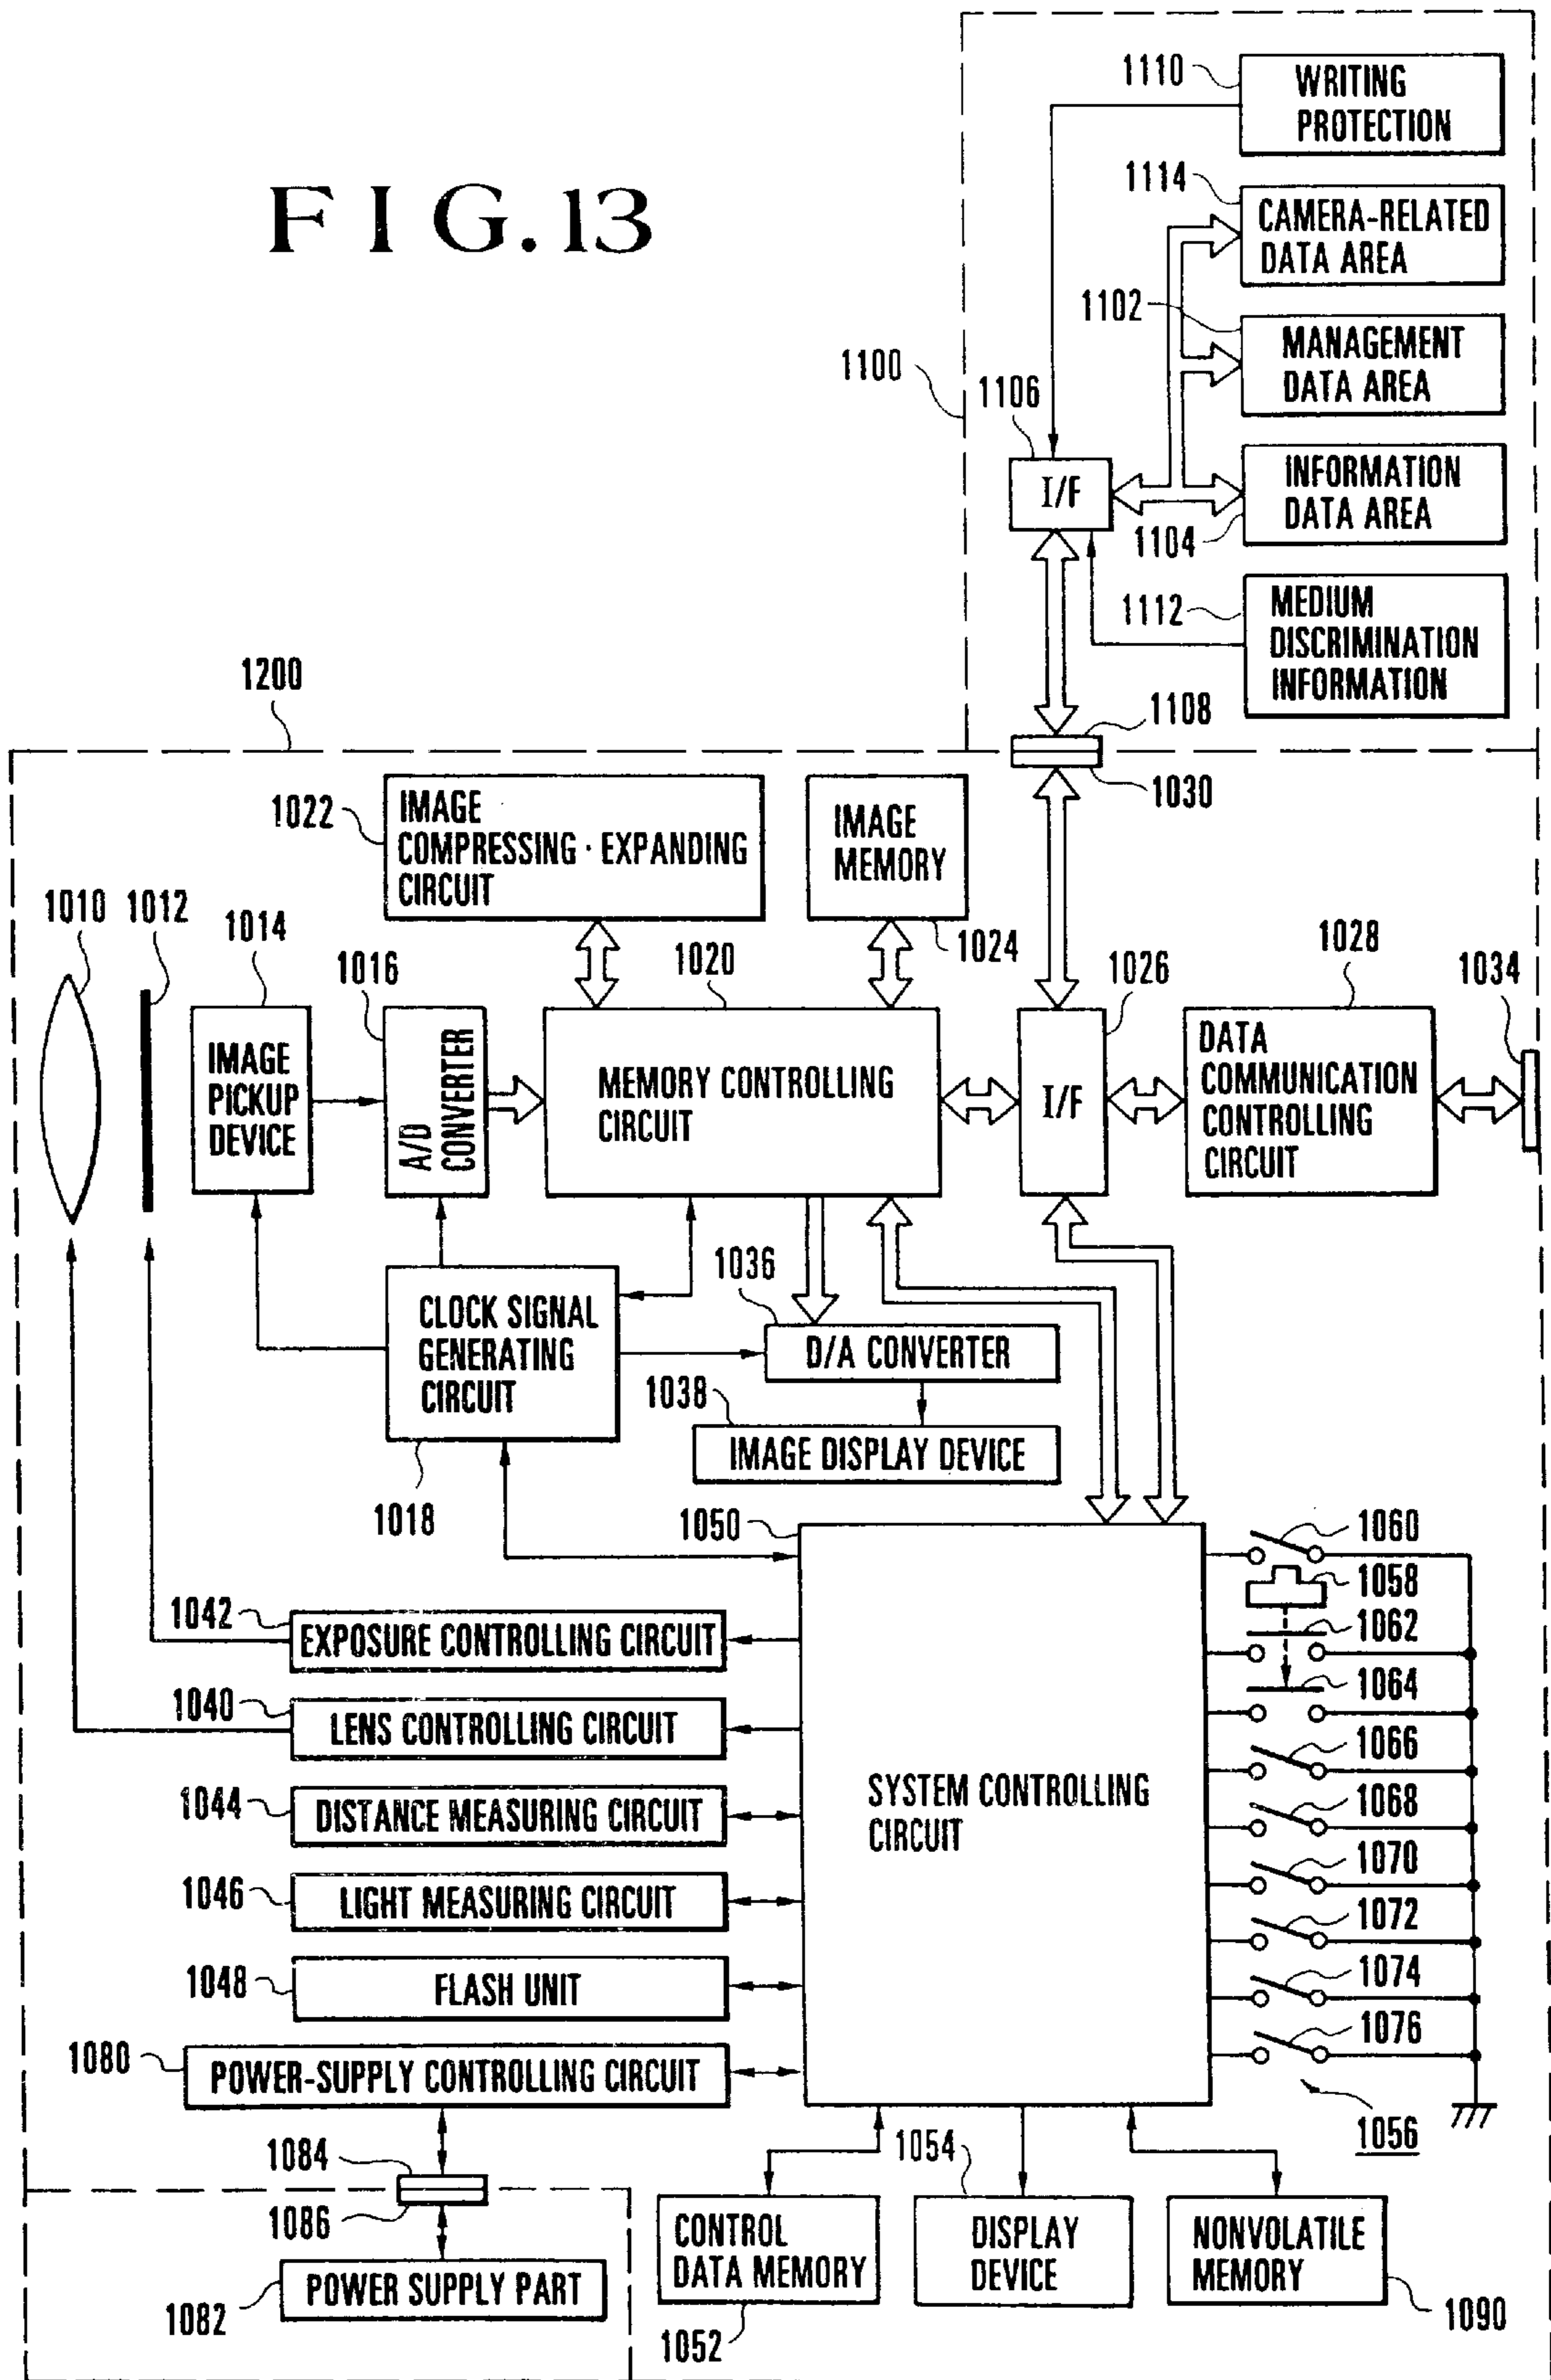 FIG.13
1110
WRITING
PROTECTION
1114
CAMERA-RELATED
DATA AREA
1102
MANAGEMENT
DATA AREA
1100
1106
I/F
INFORMATION
DATA AREA
1104
1112
MEDIUM
DISCRIMINATION
INFORMATION
1200
1108
1030
1022
IMAGE
COMPRESSING · EXPANDING
CIRCUIT
IMAGE
MEMORY
1024
1010
1012
1014
1016
1020
1026
1028
1034
IMAGE
PICKUP
DEVICE
A/D
CONVERTER
MEMORY CONTROLLING
CIRCUIT
I/F
DATA
COMMUNICATION
CONTROLLING
CIRCUIT
CLOCK SIGNAL
GENERATING
CIRCUIT
1018
1036
D/A CONVERTER
1038
IMAGE DISPLAY DEVICE
1050
SYSTEM CONTROLLING
CIRCUIT
1042
EXPOSURE CONTROLLING CIRCUIT
1040
LENS CONTROLLING CIRCUIT
1044
DISTANCE MEASURING CIRCUIT
1046
LIGHT MEASURING CIRCUIT
1048
FLASH UNIT
1080
POWER-SUPPLY CONTROLLING CIRCUIT
1060
1058
1062
1064
1066
1068
1070
1072
1074
1076
1056
1084
1086
POWER SUPPLY PART
1082
CONTROL
DATA MEMORY
1052
1054
DISPLAY
DEVICE
NONVOLATILE
MEMORY
1090